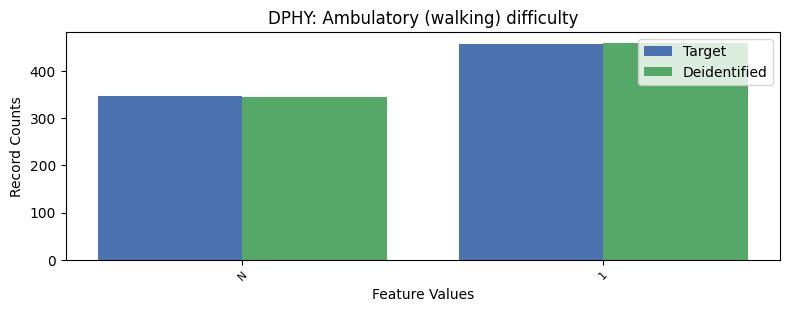 DPHY: Ambulatory (walking) difficulty
Target
Deidentified
Record Counts
400
300
200
100
0
N
1
Feature Values